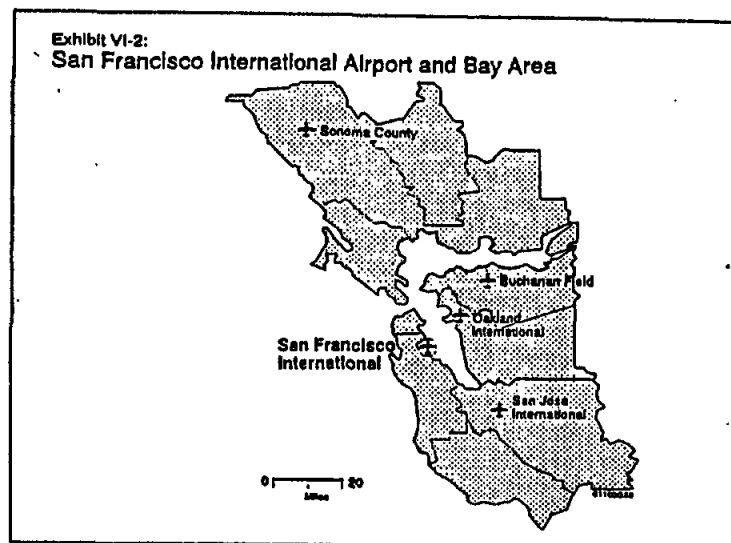 Exhibit VI-2:
San Francisco International Airport and Bay Area
Sonoma County
Buchanan Field
Oakland
International
San Francisco
International
San Jose
International
0 20
Miles